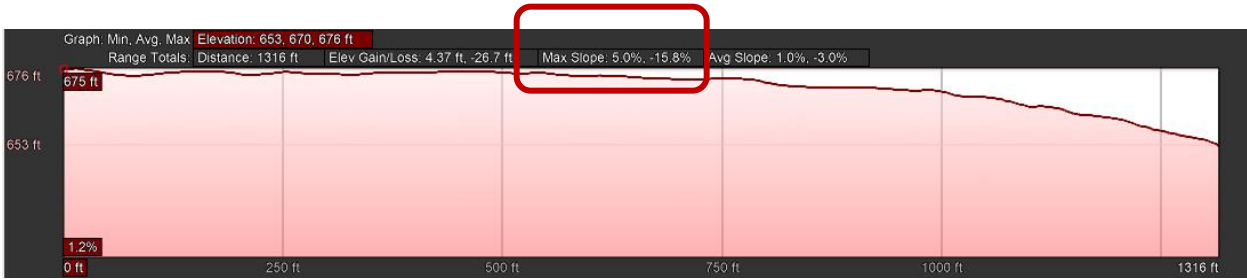 Graph: Min, Avg, Max Elevation: 653, 670, 676 ft
Range Totals: Distance: 1316 ft Elev Gain/Loss: 4.37 ft, -26.7 ft Max Slope: 5.0%, -15.8% Avg Slope: 1.0%, -3.0%
676 ft
675 ft
653 ft
1.2%
0 ft 250 ft 500 ft 750 ft 1000 ft 1316 ft